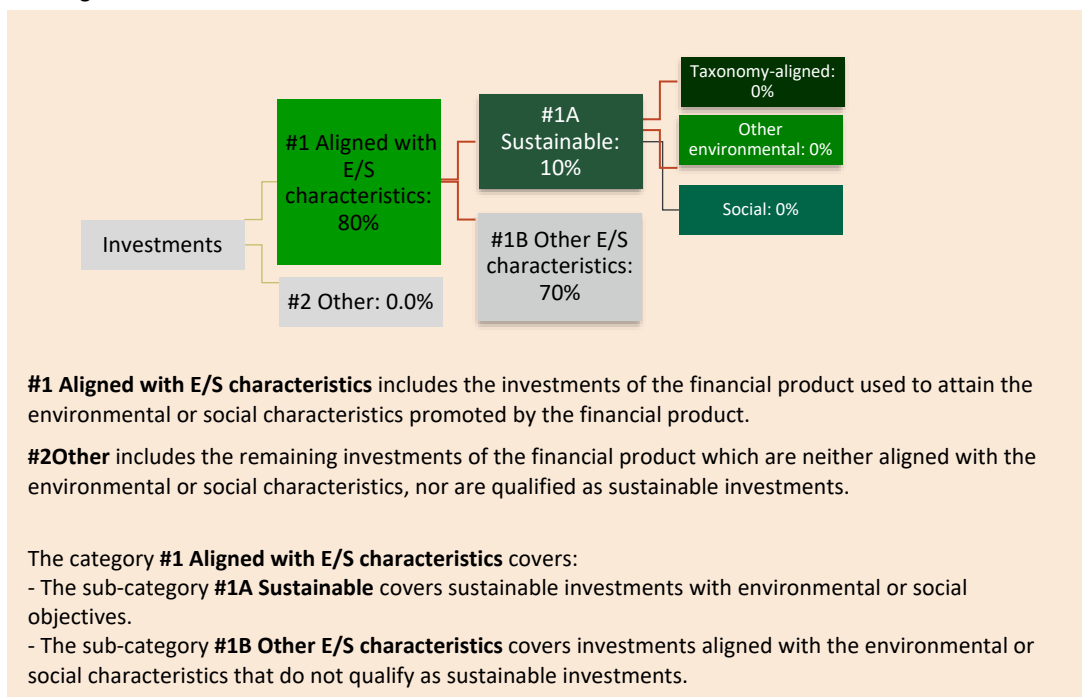 Taxonomy-aligned:
0%
#1A
Sustainable:
10%
Other
environmental: 0%
#1 Aligned with
E/S
characteristics:
80%
Social: 0%
Investments
#1B Other E/S
characteristics:
70%
#2 Other: 0.0%
#1 Aligned with E/S characteristics includes the investments of the financial product used to attain the
environmental or social characteristics promoted by the financial product.
#2Other includes the remaining investments of the financial product which are neither aligned with the
environmental or social characteristics, nor are qualified as sustainable investments.
The category #1 Aligned with E/S characteristics covers:
- The sub-category #1A Sustainable covers sustainable investments with environmental or social
objectives.
- The sub-category #1B Other E/S characteristics covers investments aligned with the environmental or
social characteristics that do not qualify as sustainable investments.